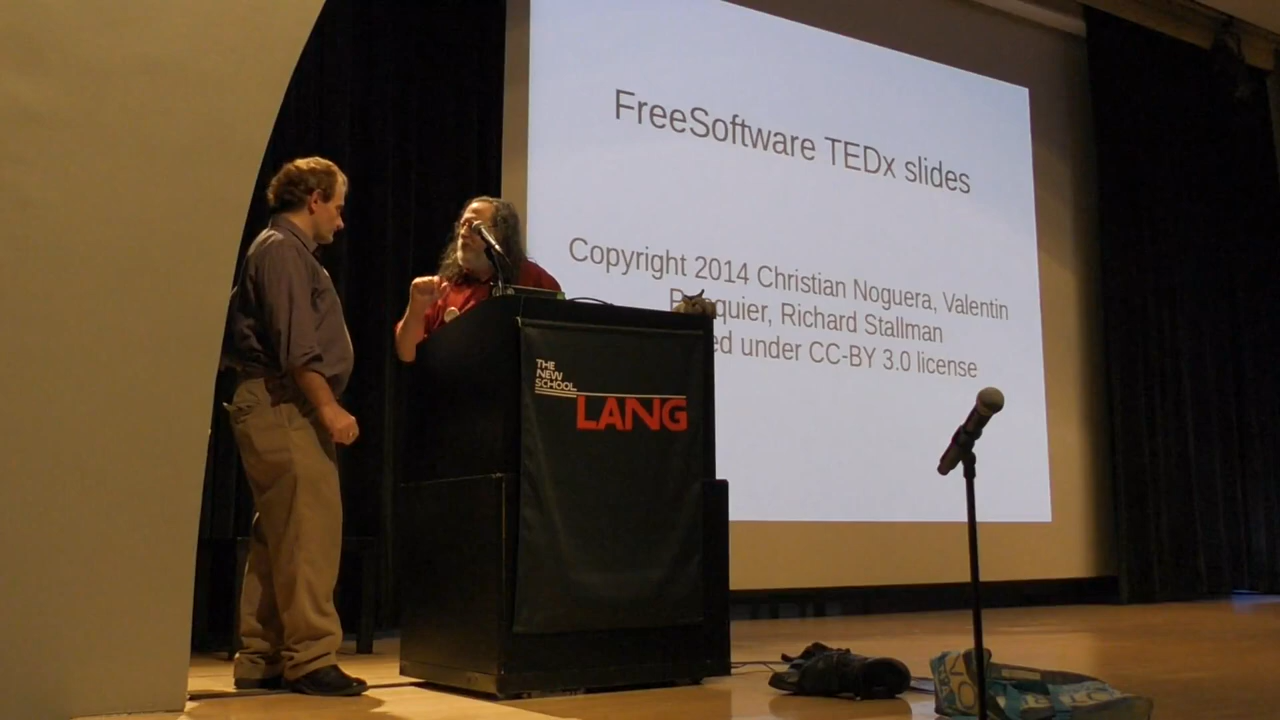 FreeSoftware TEDx slides
Copyright 2014 Christian Noguera, Valentin
Richard Stallman
under CC-BY 3.0 license
THE
NEW
SCHOOL
LANG